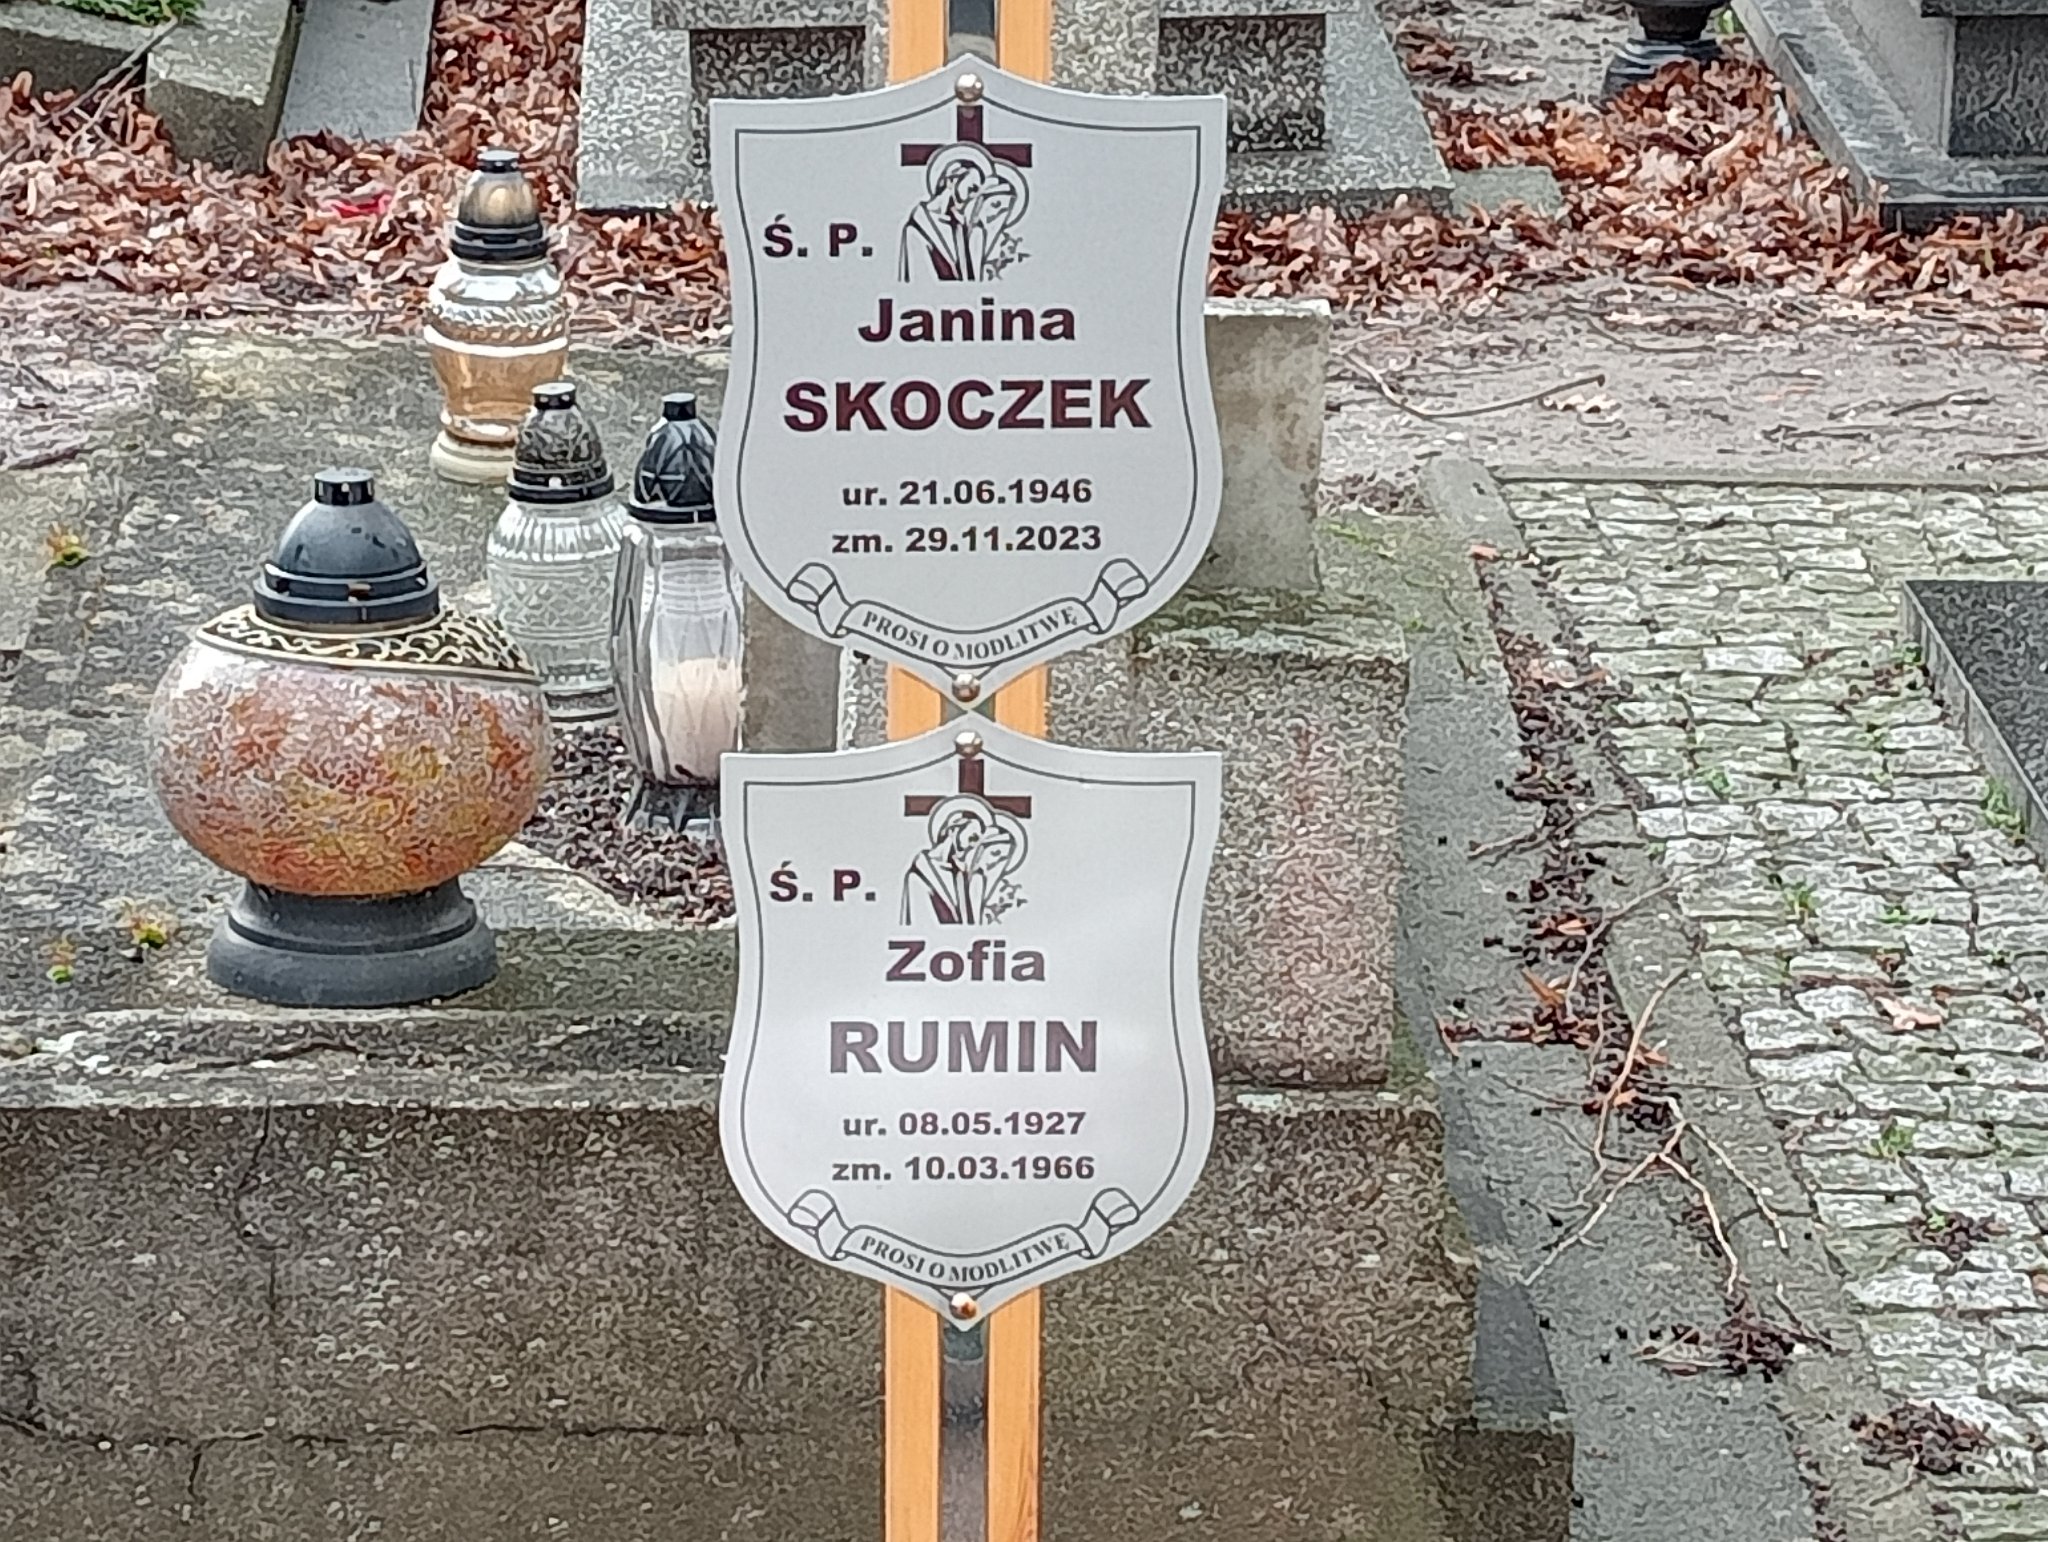 Ś. P.
Janina
SKOCZEK
ur. 21.06.1946
zm. 29.11.2023
PROSI O MODLITWĘ
Ś. P.
Zofia
RUMIN
ur. 08.05.1927
zm. 10.03.1966
PROSI O MODLITWĘ